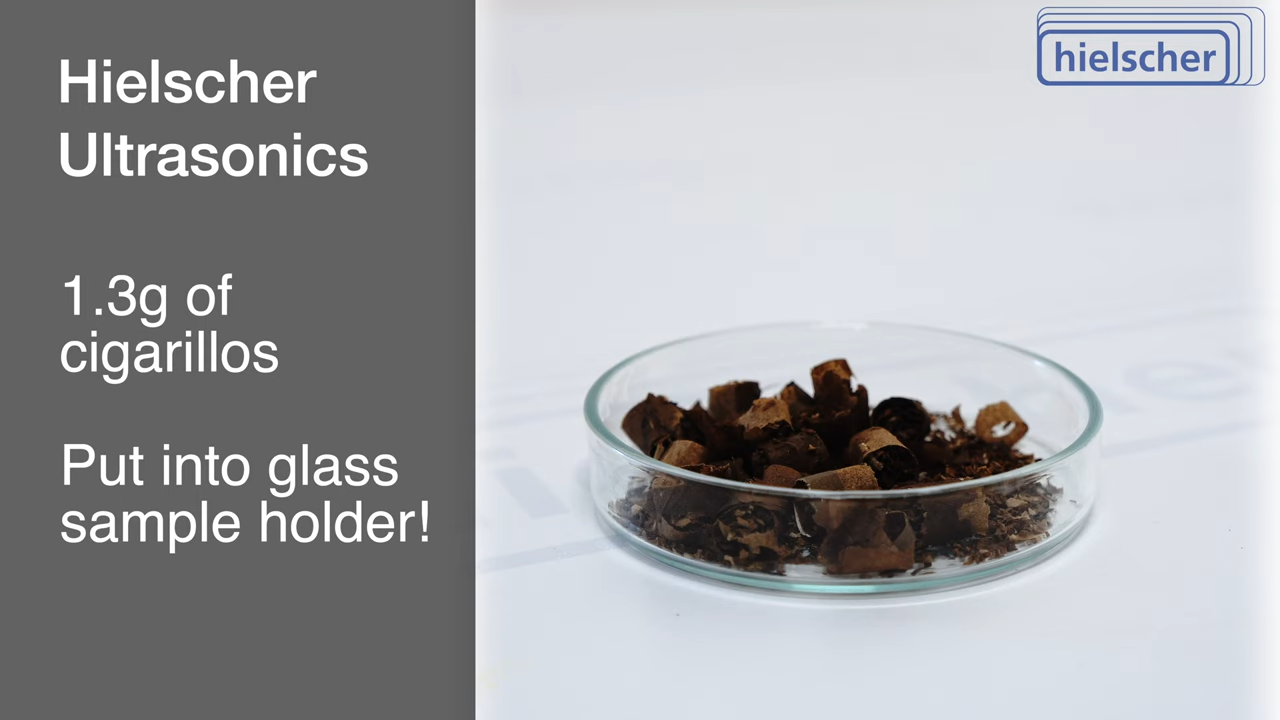 Hielscher
Ultrasonics
1.3g of
cigarillos
Put into glass
sample holder!
hielscher